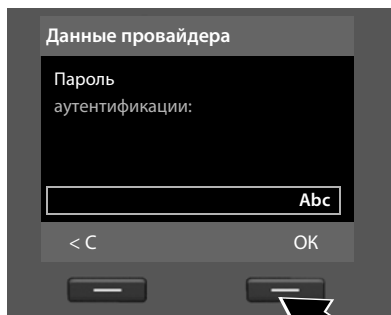 Данные провайдера
Пароль
аутентификации:
Abc
< C OK